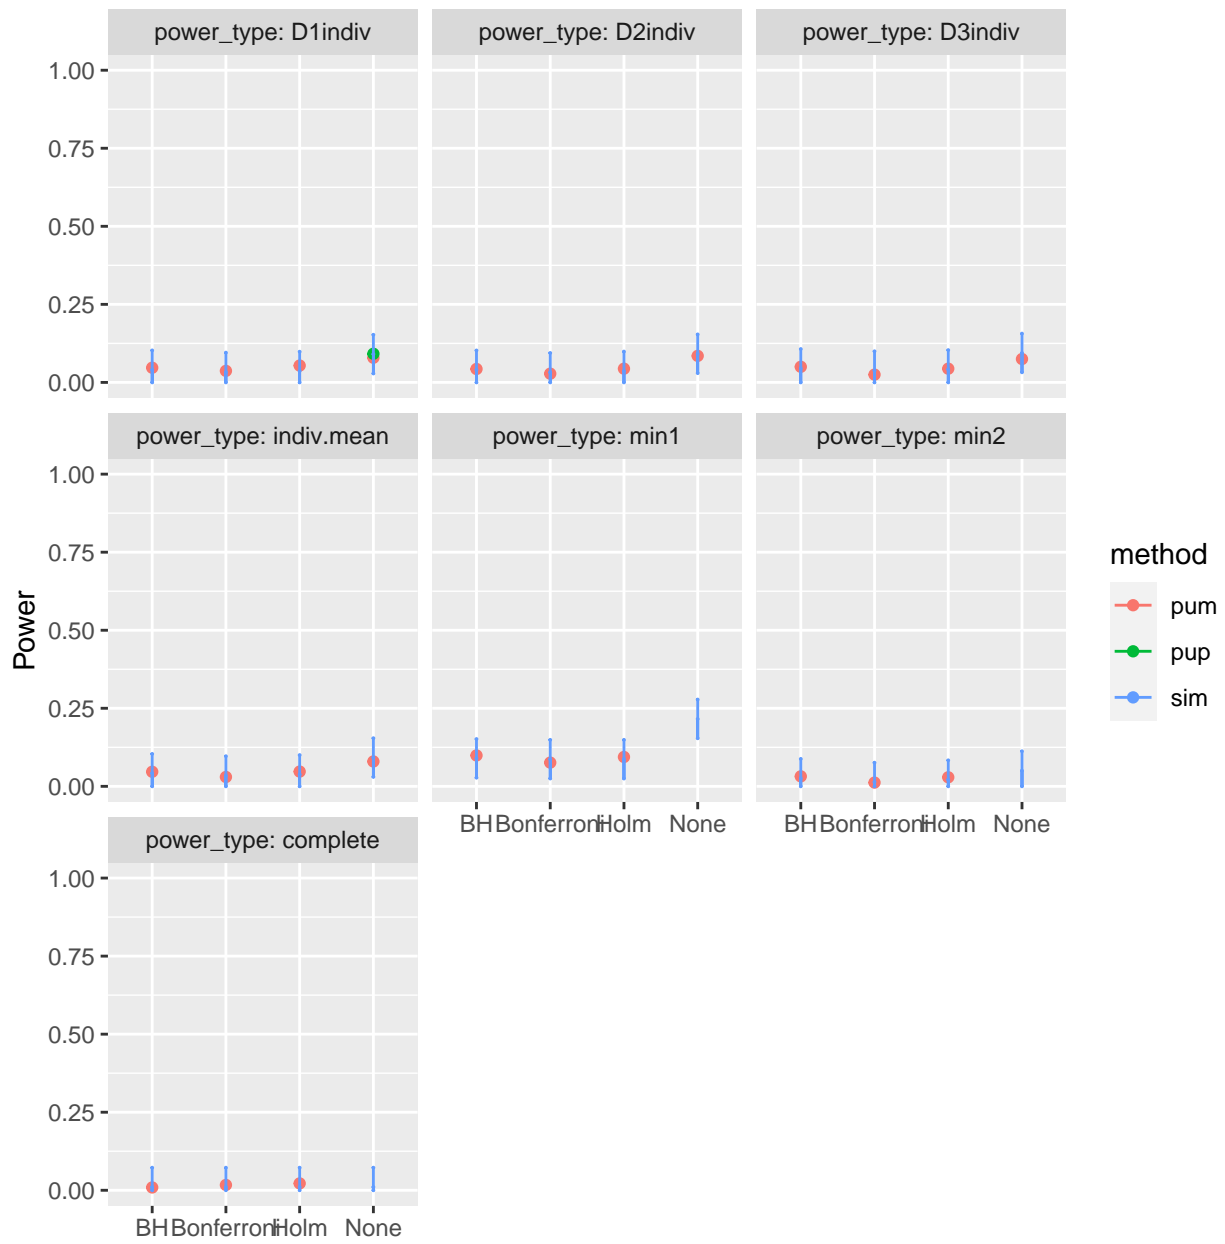 power_type: D1indiv power_type: D2indiv power_type: D3indiv
1.00
0.75
0.50
0.25
0.00
power_type: indiv.mean power_type: min1 power_type: min2
1.00
0.75
0.50
0.25
0.00
BH Bonferroni Holm None BH Bonferroni Holm None
power_type: complete
1.00
0.75
0.50
0.25
0.00
BH Bonferroni Holm None
Power
method
pum
pup
sim